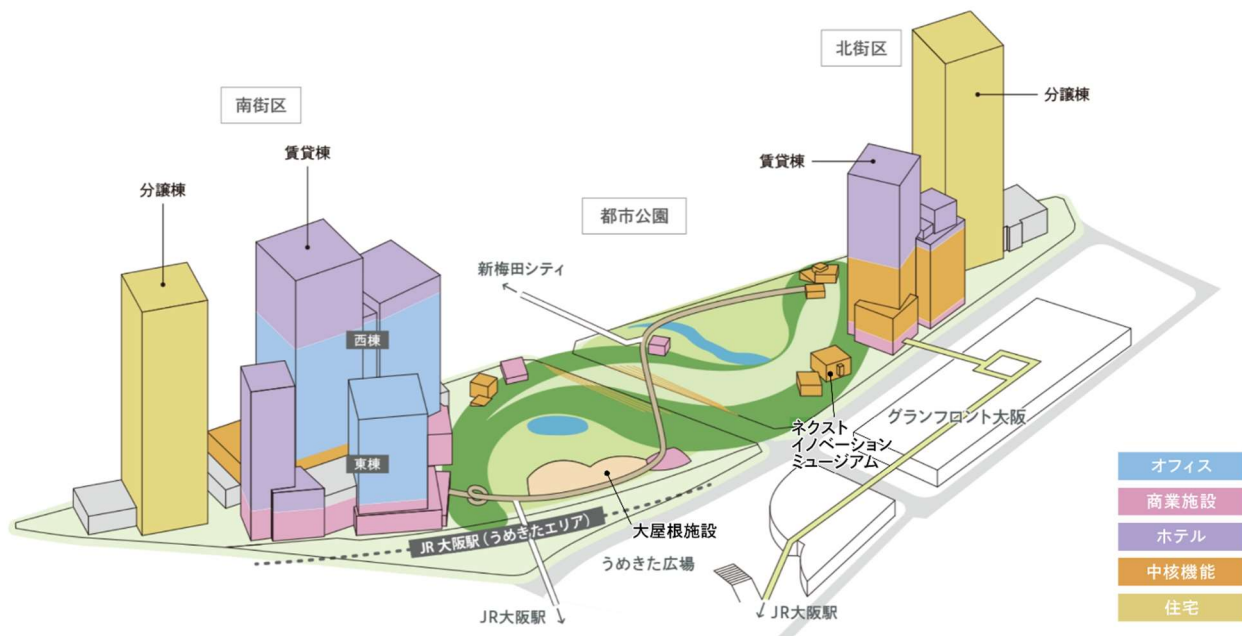 北街区
分譲棟
南街区
賃貸棟
賃貸棟
分譲棟
都市公園
新梅田シティ
西棟
グランフロント大阪
ネクスト
イノベーション
ミュージアム
東棟
オフィス
商業施設
ホテル
中核機能
住宅
大屋根施設
JR大阪駅(うめきたエリア)
うめきた広場
JR大阪駅
JR大阪駅